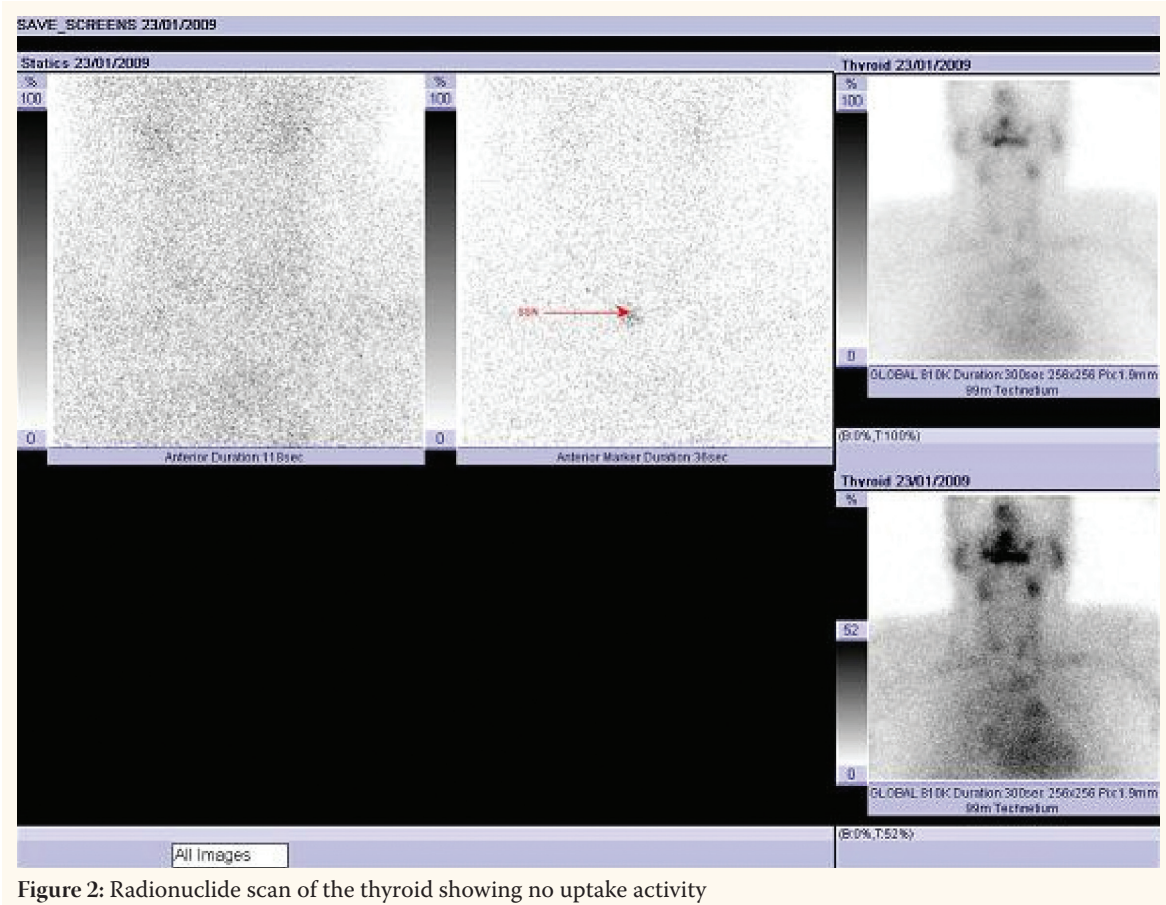 SAVE_SCREENS 23/01/2009
Statics 23/01/2009
%
100
0
Anterior Duration:118sec
%
100
0
SSN
Anterior Marker Duration:36sec
Thyroid 23/01/2009
%
100
0
GLOBAL 810K Duration:300sec 256x256 Pix:1.9mm
99m Technetium
(B:0%,T:100%)
Thyroid 23/01/2009
%
52
0
GLOBAL 810K Duration:300sec 256x256 Pix:1.9mm
99m Technetium
(B:0%,T:52%)
All Images
Figure 2: Radionuclide scan of the thyroid showing no uptake activity